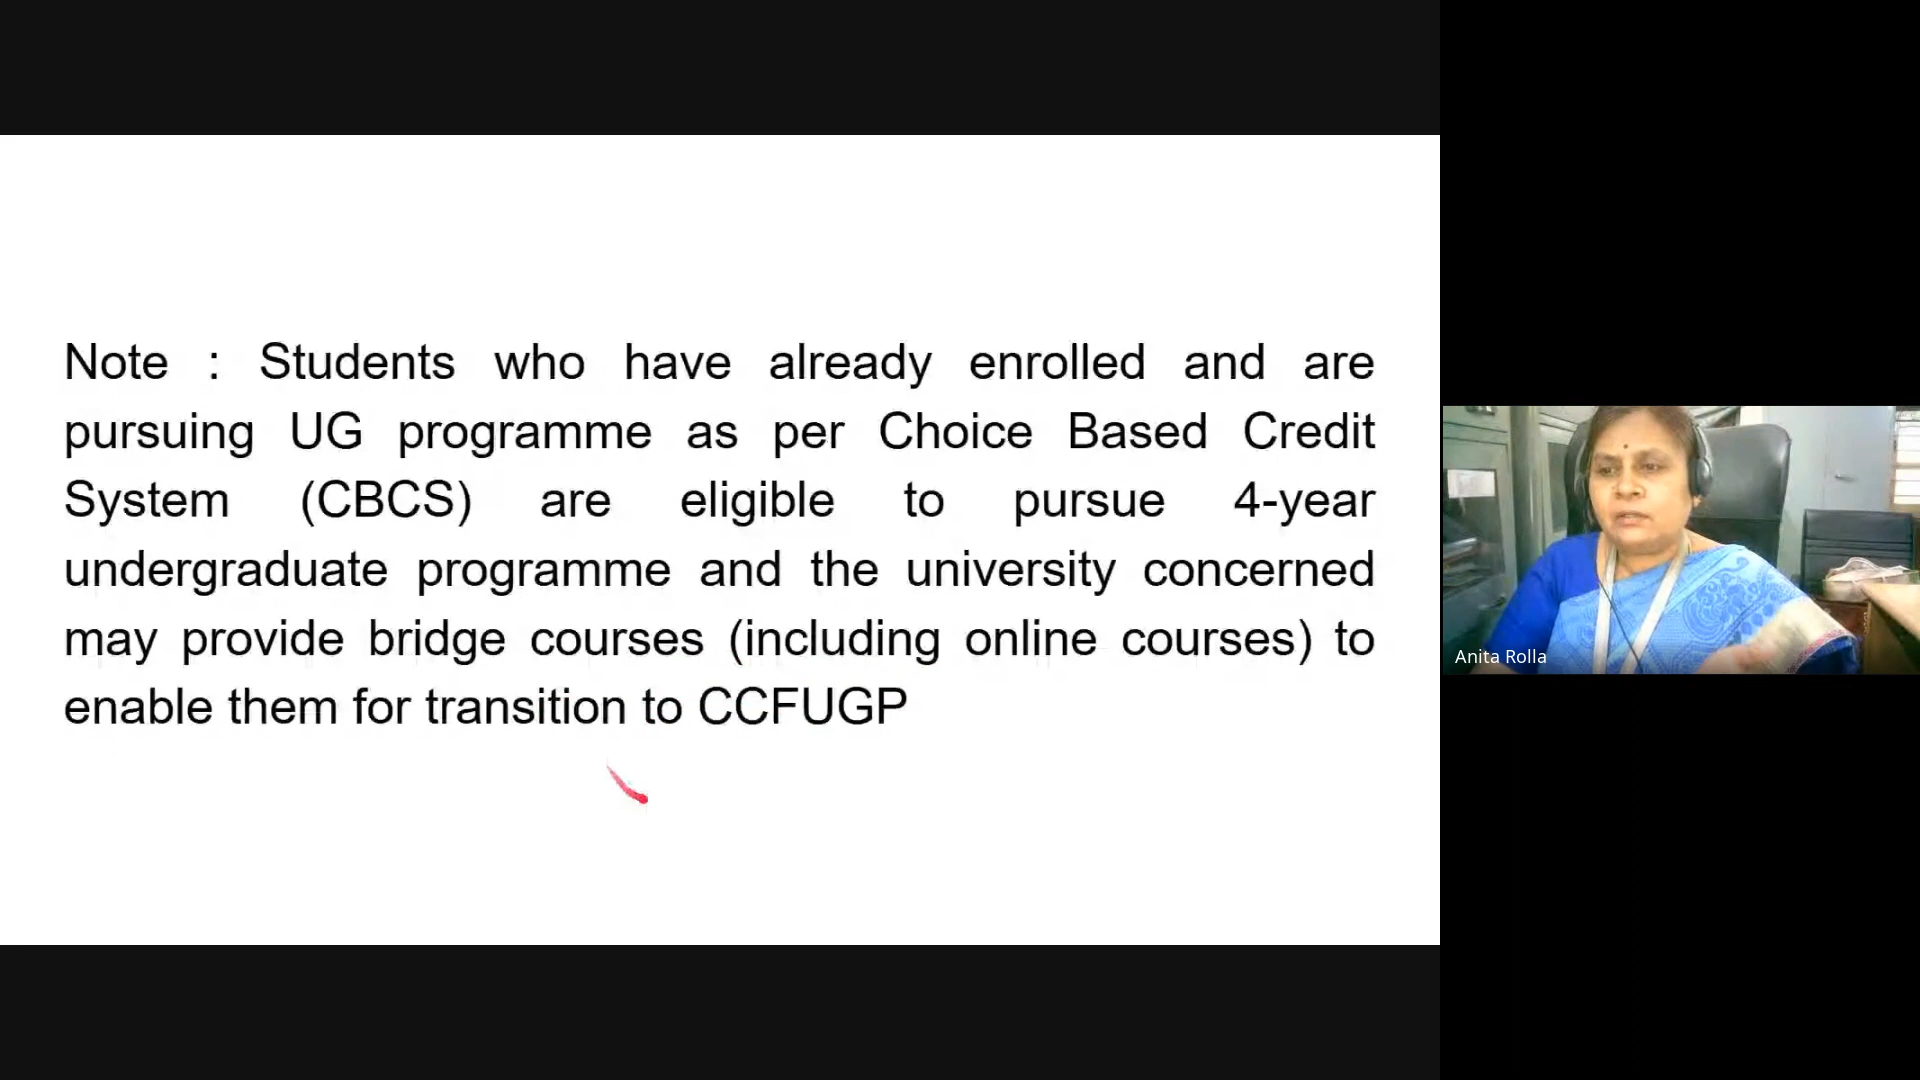 Note : Students who have already enrolled and are
pursuing UG programme as per Choice Based Credit
System (CBCS) are eligible to pursue 4-year
undergraduate programme and the university concerned
may provide bridge courses (including online courses) to
enable them for transition to CCFUGP
Anita Rolla